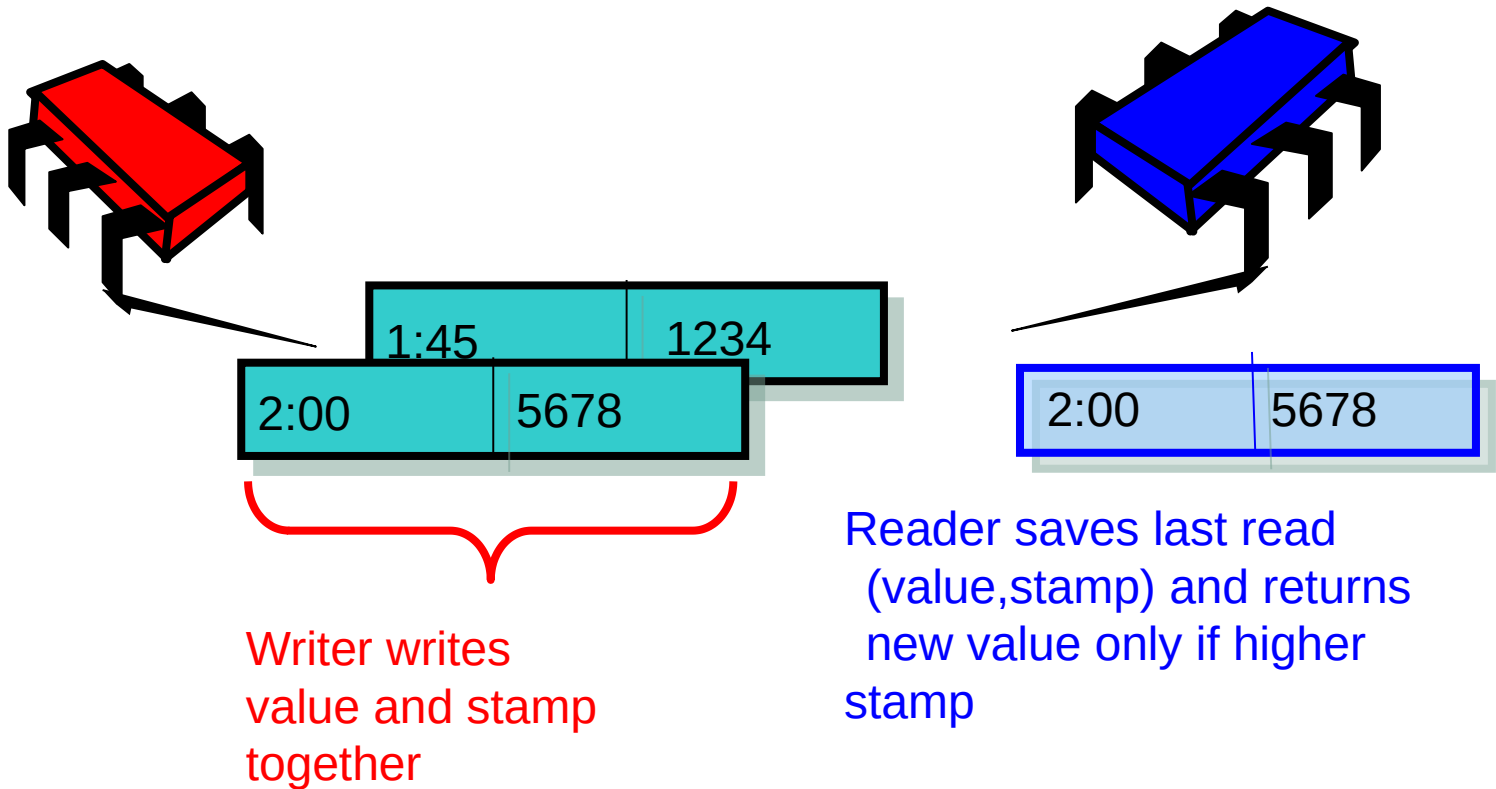 1:45 1234
2:00 5678
2:00 5678
Reader saves last read
(value,stamp) and returns
new value only if higher
stamp
Writer writes
value and stamp
together